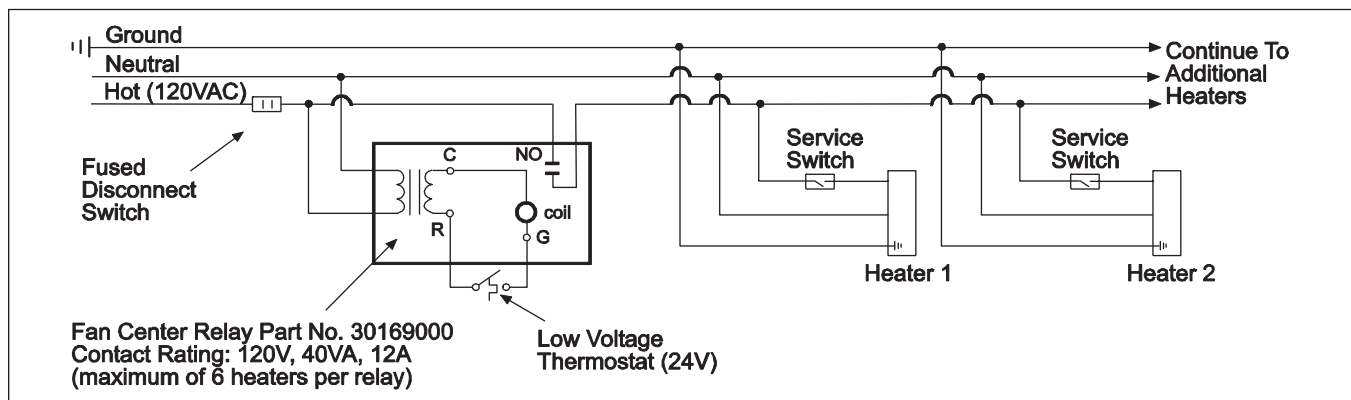 Ground
Neutral
Hot (120VAC)
Continue To
Additional
Heaters
Fused
Disconnect
Switch
C
NO
R
coil
G
Service
Switch
Service
Switch
Heater 1
Heater 2
Fan Center Relay Part No. 30169000
Contact Rating: 120V, 40VA, 12A
(maximum of 6 heaters per relay)
Low Voltage
Thermostat (24V)